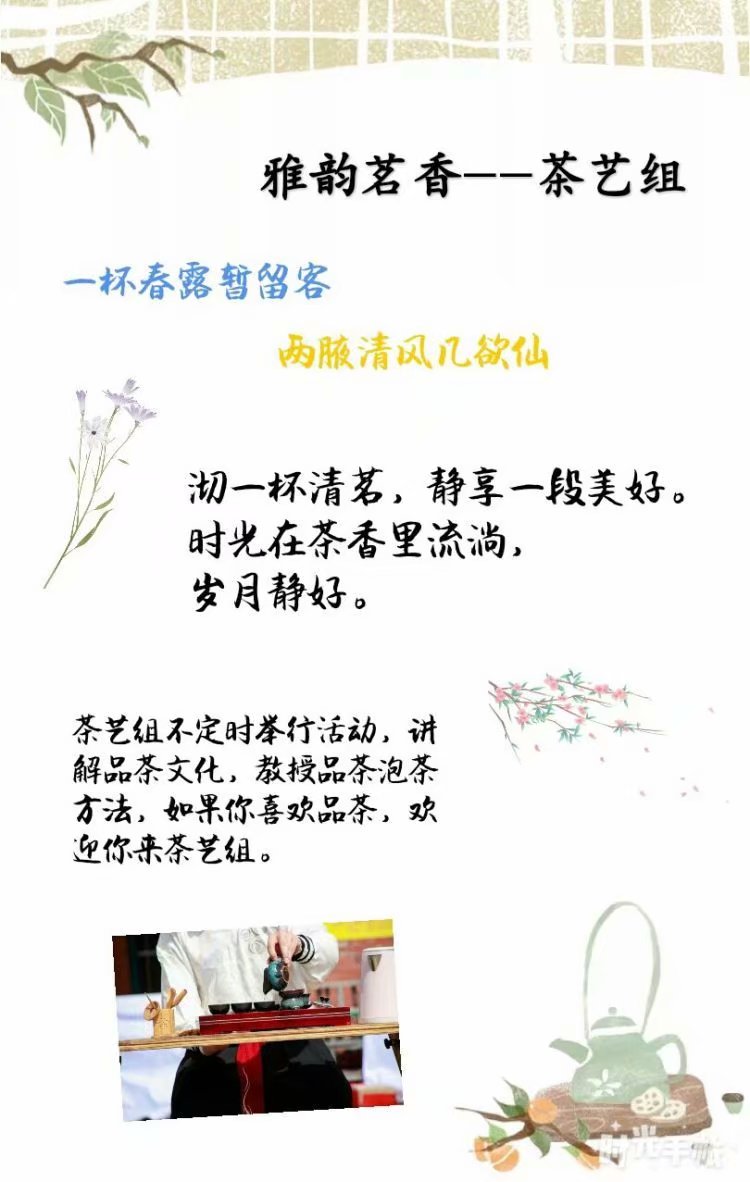 雅韵茗香——茶艺组
一杯春露暂留客
两腋清风几欲仙
沏一杯清茗，静享一段美好。
时光在茶香里流淌，
岁月静好。
茶艺组不定时举行活动，讲
解品茶文化，教授品茶泡茶
方法，如果你喜欢品茶，欢
迎你来茶艺组。
时光手帐